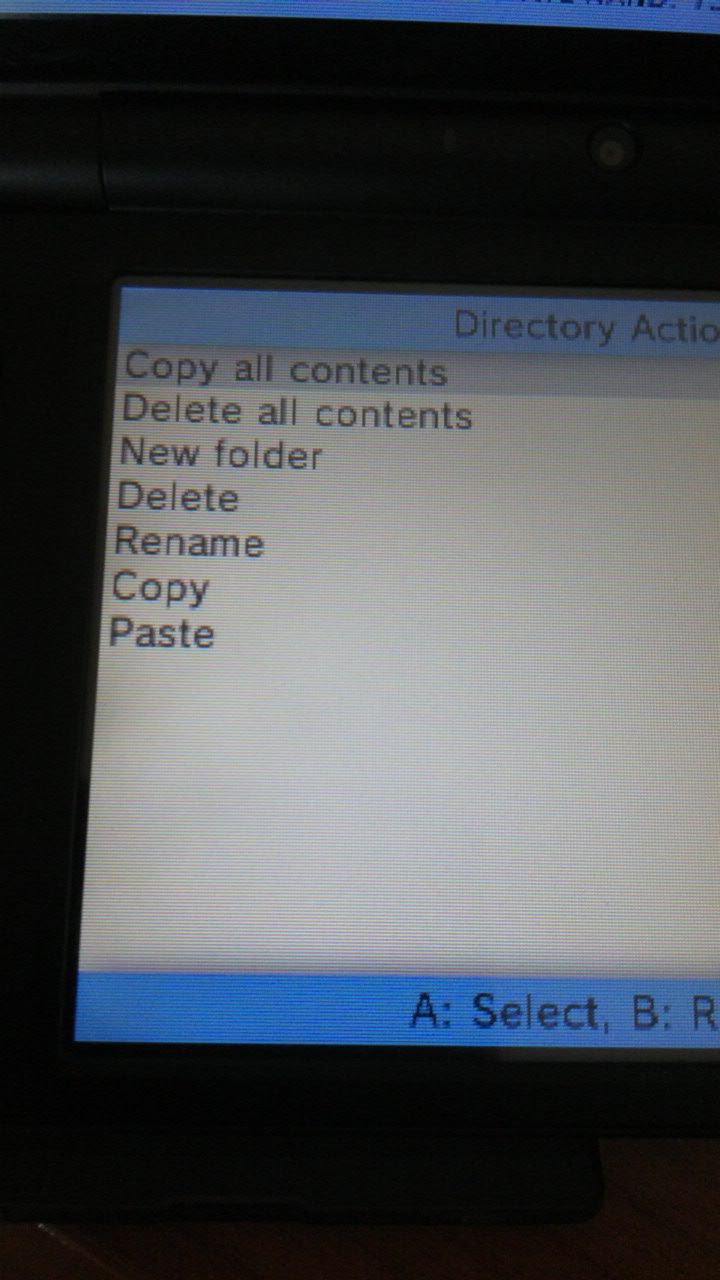 Directory Actio
Copy all contents
Delete all contents
New folder
Delete
Rename
Copy
Paste
A: Select, B: R